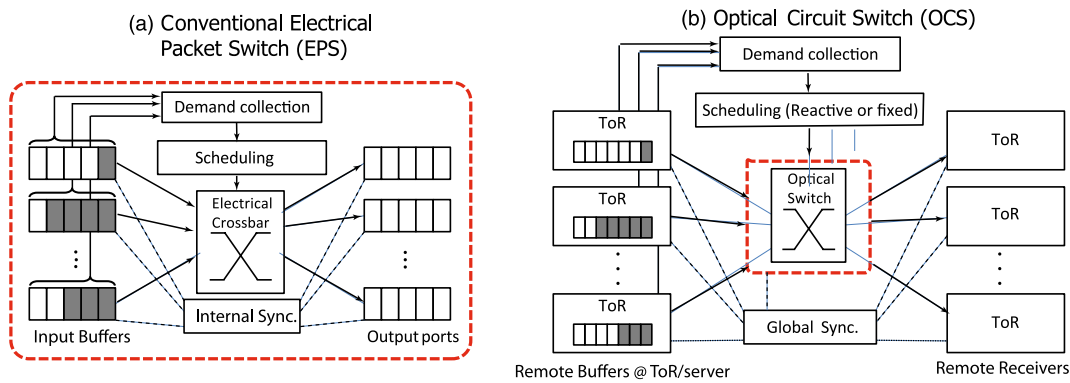 (a) Conventional Electrical
Packet Switch (EPS)
Demand collection
Scheduling
Electrical
Crossbar
Internal Sync.
Input Buffers
Output ports
(b) Optical Circuit Switch (OCS)
Demand collection
Scheduling (Reactive or fixed)
ToR
ToR
ToR
Optical
Switch
ToR
ToR
ToR
Global Sync.
Remote Buffers @ ToR/server
Remote Receivers